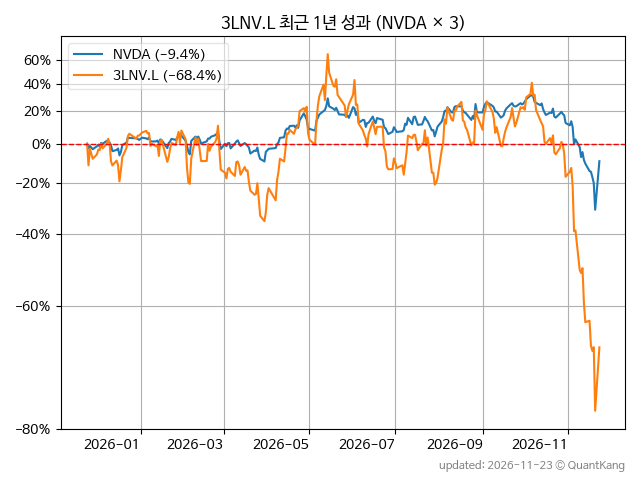 3LNV.L 최근 1년 성과 (NVDA × 3)
NVDA (−9.4%)
3LNV.L (−68.4%)
60%
40%
20%
0%
−20%
−40%
−60%
−80%
2026-01 2026-03 2026-05 2026-07 2026-09 2026-11
updated: 2026-11-23 © QuantKang